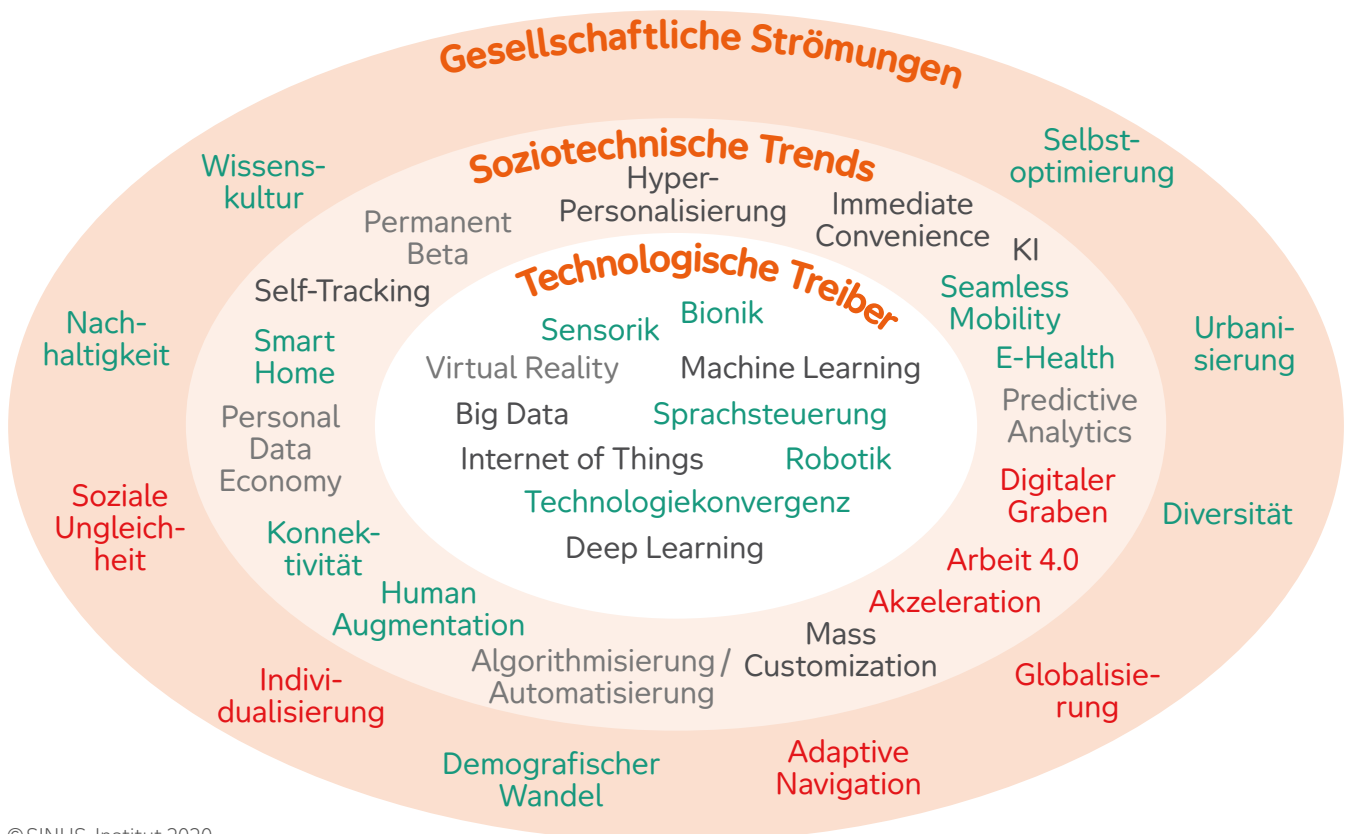 Gesellschaftliche Strömungen
Wissens-
kultur
Selbst-
optimierung
Nach-
haltigkeit
Urbani-
sierung
Soziale
Ungleich-
heit
Diversität
Indivi-
dualisierung
Globalisie-
rung
Demografischer
Wandel
Adaptive
Navigation
Soziotechnische Trends
Hyper-
Personalisierung
Permanent
Beta
Immediate
Convenience
KI
Self-Tracking
Seamless
Mobility
Smart
Home
E-Health
Personal
Data
Economy
Predictive
Analytics
Digitaler
Graben
Konnek-
tivität
Arbeit 4.0
Human
Augmentation
Akzeleration
Algorithmisierung /
Automatisierung
Mass
Customization
Technologische Treiber
Sensorik
Bionik
Virtual Reality
Machine Learning
Big Data
Sprachsteuerung
Internet of Things
Robotik
Technologiekonvergenz
Deep Learning
©SINUS-Institut 2020